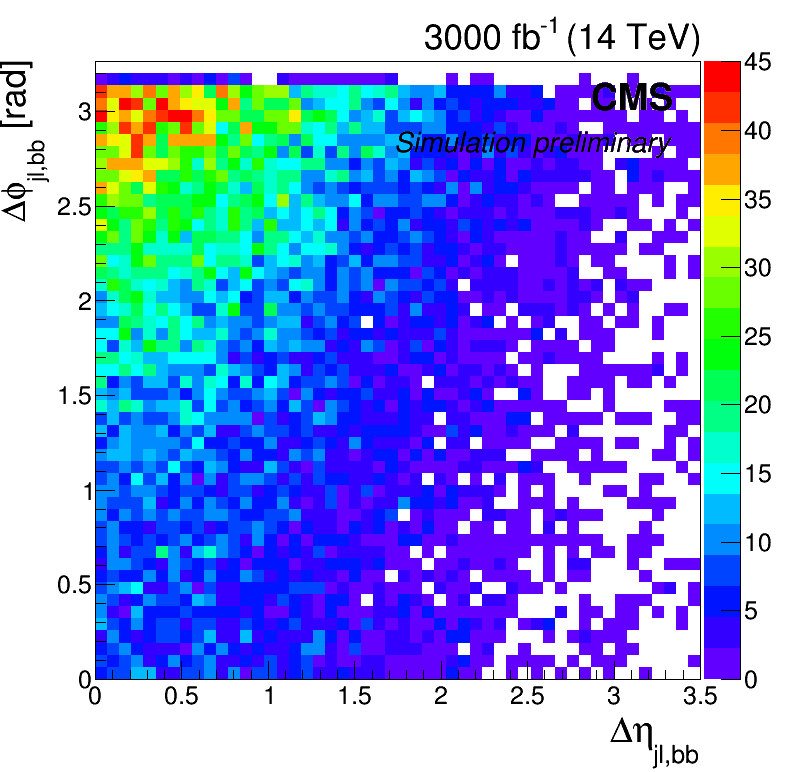 3000 fb-1 (14 TeV)
CMS
Simulation preliminary
Δφjl,bb [rad]
3
2.5
2
1.5
1
0.5
0
0 0.5 1 1.5 2 2.5 3 3.5
Δηjl,bb
45
40
35
30
25
20
15
10
5
0